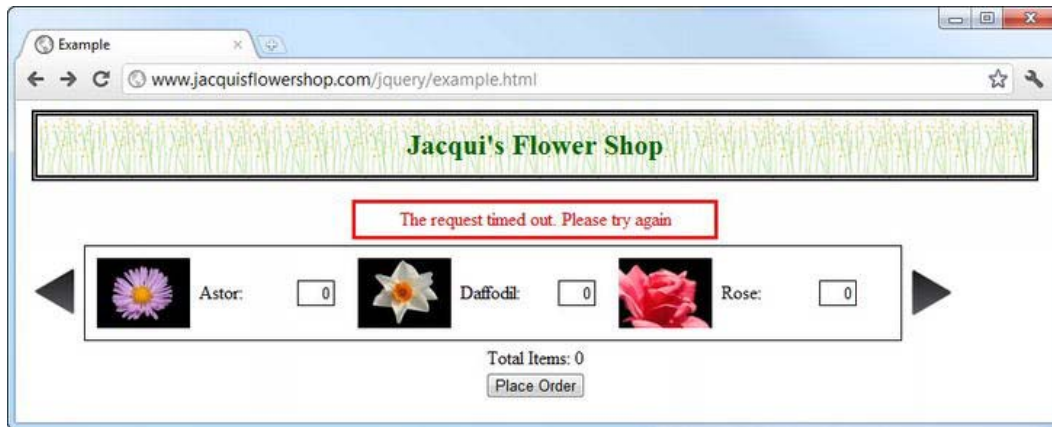 Example
www.jacquisflowershop.com/jquery/example.html
Jacqui's Flower Shop
The request timed out. Please try again
Astor: 0 Daffodil: 0 Rose: 0
Total Items: 0
Place Order